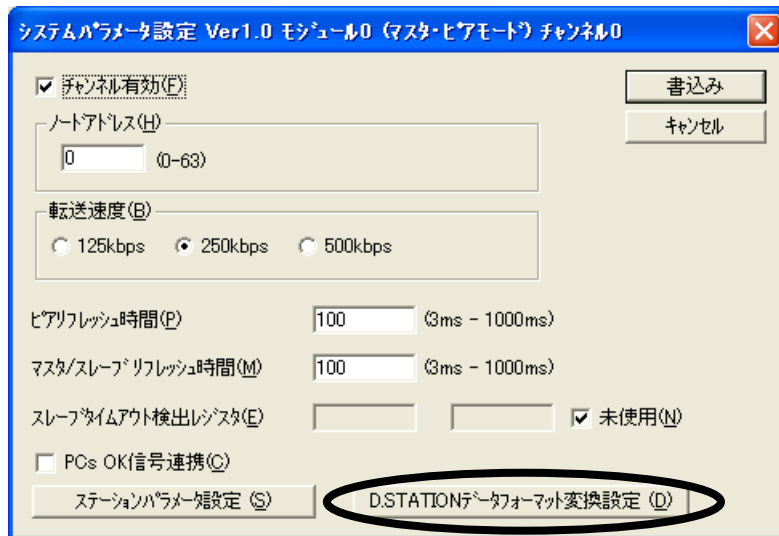 システムﾊﾟﾗﾒｰﾀ設定 Ver1.0 ﾓｼﾞｭｰﾙ0 (ﾏｽﾀ･ﾋﾟｱﾓｰﾄﾞ) ﾁｬﾝﾈﾙ0
ﾁｬﾝﾈﾙ有効(F)
書込み
ﾉｰﾄﾞｱﾄﾞﾚｽ(H)
ｷｬﾝｾﾙ
0 (0-63)
転送速度(B)
125kbps 250kbps 500kbps
ﾋﾟｱﾘﾌﾚｯｼｭ時間(P) 100 (3ms - 1000ms)
ﾏｽﾀ/ｽﾚｰﾌﾞﾘﾌﾚｯｼｭ時間(M) 100 (3ms - 1000ms)
ｽﾚｰﾌﾞﾀｲﾑｱｳﾄ検出ﾚｼﾞｽﾀ(E) 未使用(N)
PCs OK信号連携(C)
ｽﾃｰｼｮﾝﾊﾟﾗﾒｰﾀ設定 (S) D.STATIONﾃﾞｰﾀﾌｫｰﾏｯﾄ変換設定 (D)